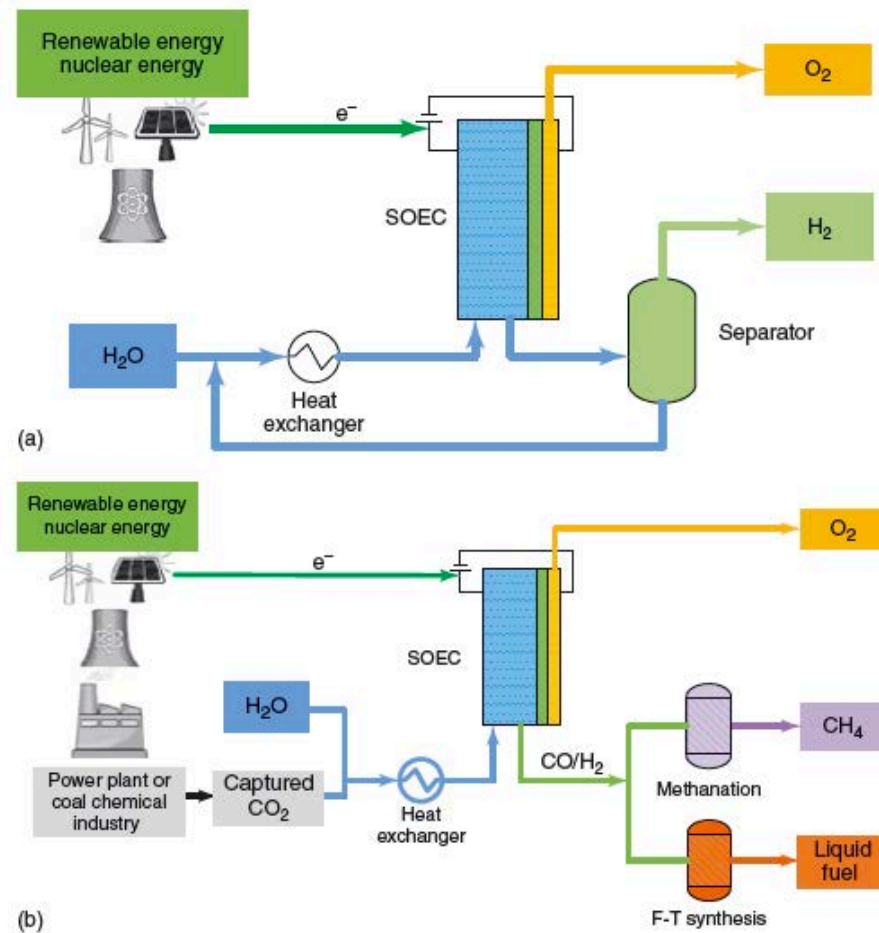 Renewable energy
nuclear energy
e⁻
O₂
SOEC
H₂
H₂O
Separator
Heat
exchanger
(a)
Renewable energy
nuclear energy
e⁻
O₂
SOEC
H₂O
CO/H₂
CH₄
Methanation
Power plant or
coal chemical
industry
Captured
CO₂
Heat
exchanger
Liquid
fuel
F-T synthesis
(b)